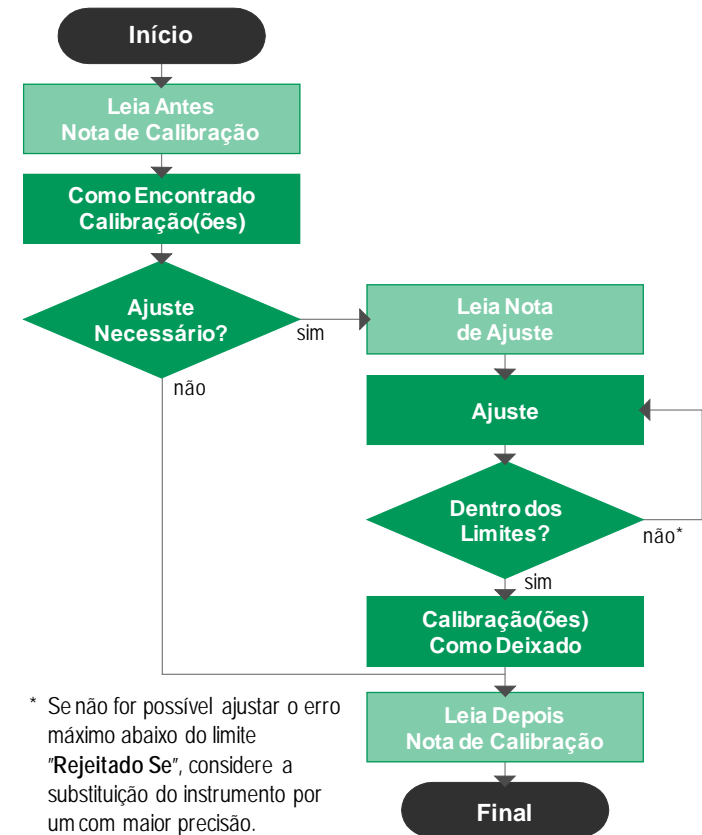 Início
Leia Antes
Nota de Calibração
Como Encontrado
Calibração(ões)
Ajuste
Necessário?
sim
não
Leia Nota
de Ajuste
Ajuste
Dentro dos
Limites?
não*
sim
Calibração(ões)
Como Deixado
Leia Depois
Nota de Calibração
Final
* Se não for possível ajustar o erro
máximo abaixo do limite
"Rejeitado Se", considere a
substituição do instrumento por
um com maior precisão.